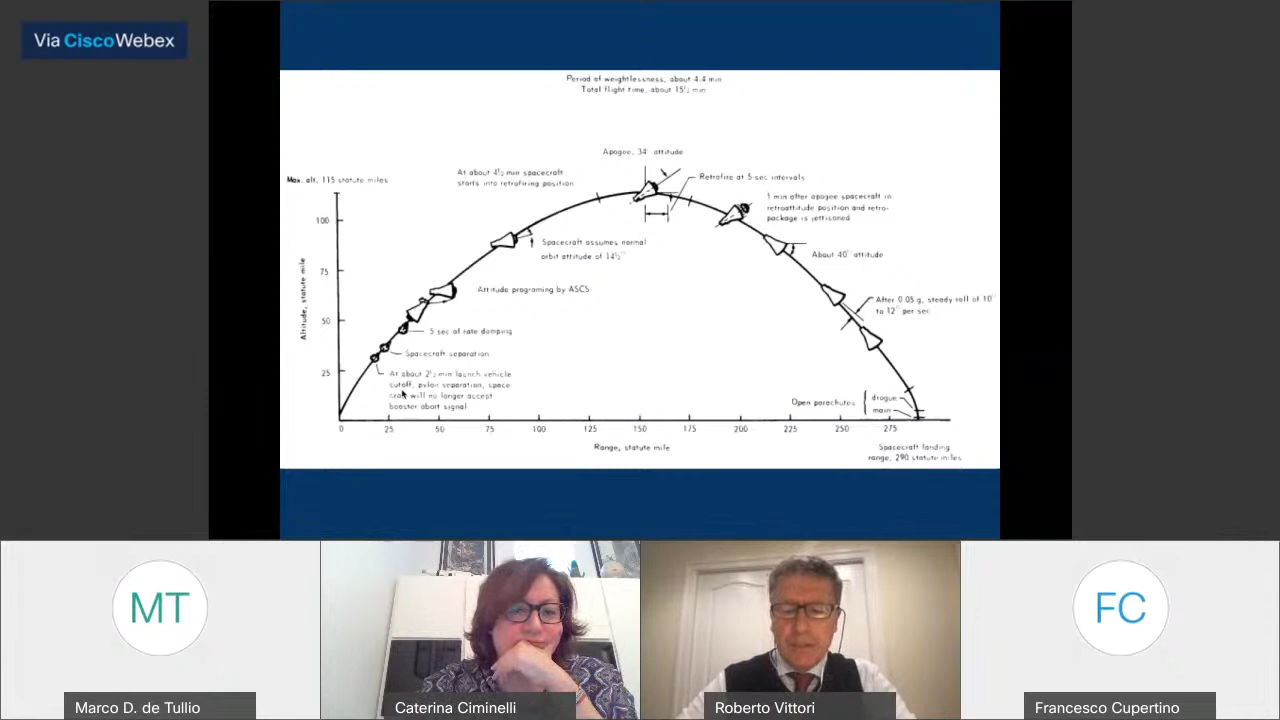 Via Cisco Webex
Period of weightlessness, about 4.4 min
Total flight time, about 15½ min
Apogee, 34° attitude
At about 4½ min spacecraft
starts into retrofiring position
Retrofire at 5-sec intervals
Max. alt, 115 statute miles
1 min after apogee spacecraft in
retroattitude position and retro-
package is jettisoned
100
Spacecraft assumes normal
orbit attitude of 14½°
About 40° attitude
75
Altitude, statute mile
Attitude programing by ASCS
After 0.05 g, steady roll of 10°
to 12° per sec
50
5 sec of rate damping
Spacecraft separation
25
At about 2½ min launch vehicle
cutoff, pylon separation, space-
craft will no longer accept
booster abort signal
Open parachutes
drogue
main
0 25 50 75 100 125 150 175 200 225 250 275
Range, statute mile
Spacecraft landing
range, 290 statute miles
MT
FC
Marco D. de Tullio
Caterina Ciminelli
Roberto Vittori
Francesco Cupertino